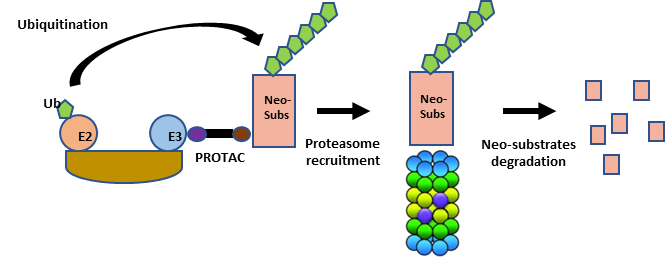 Ubiquitination
Ub
E2
E3
PROTAC
Neo-
Subs
Proteasome
recruitment
Neo-
Subs
Neo-substrates
degradation